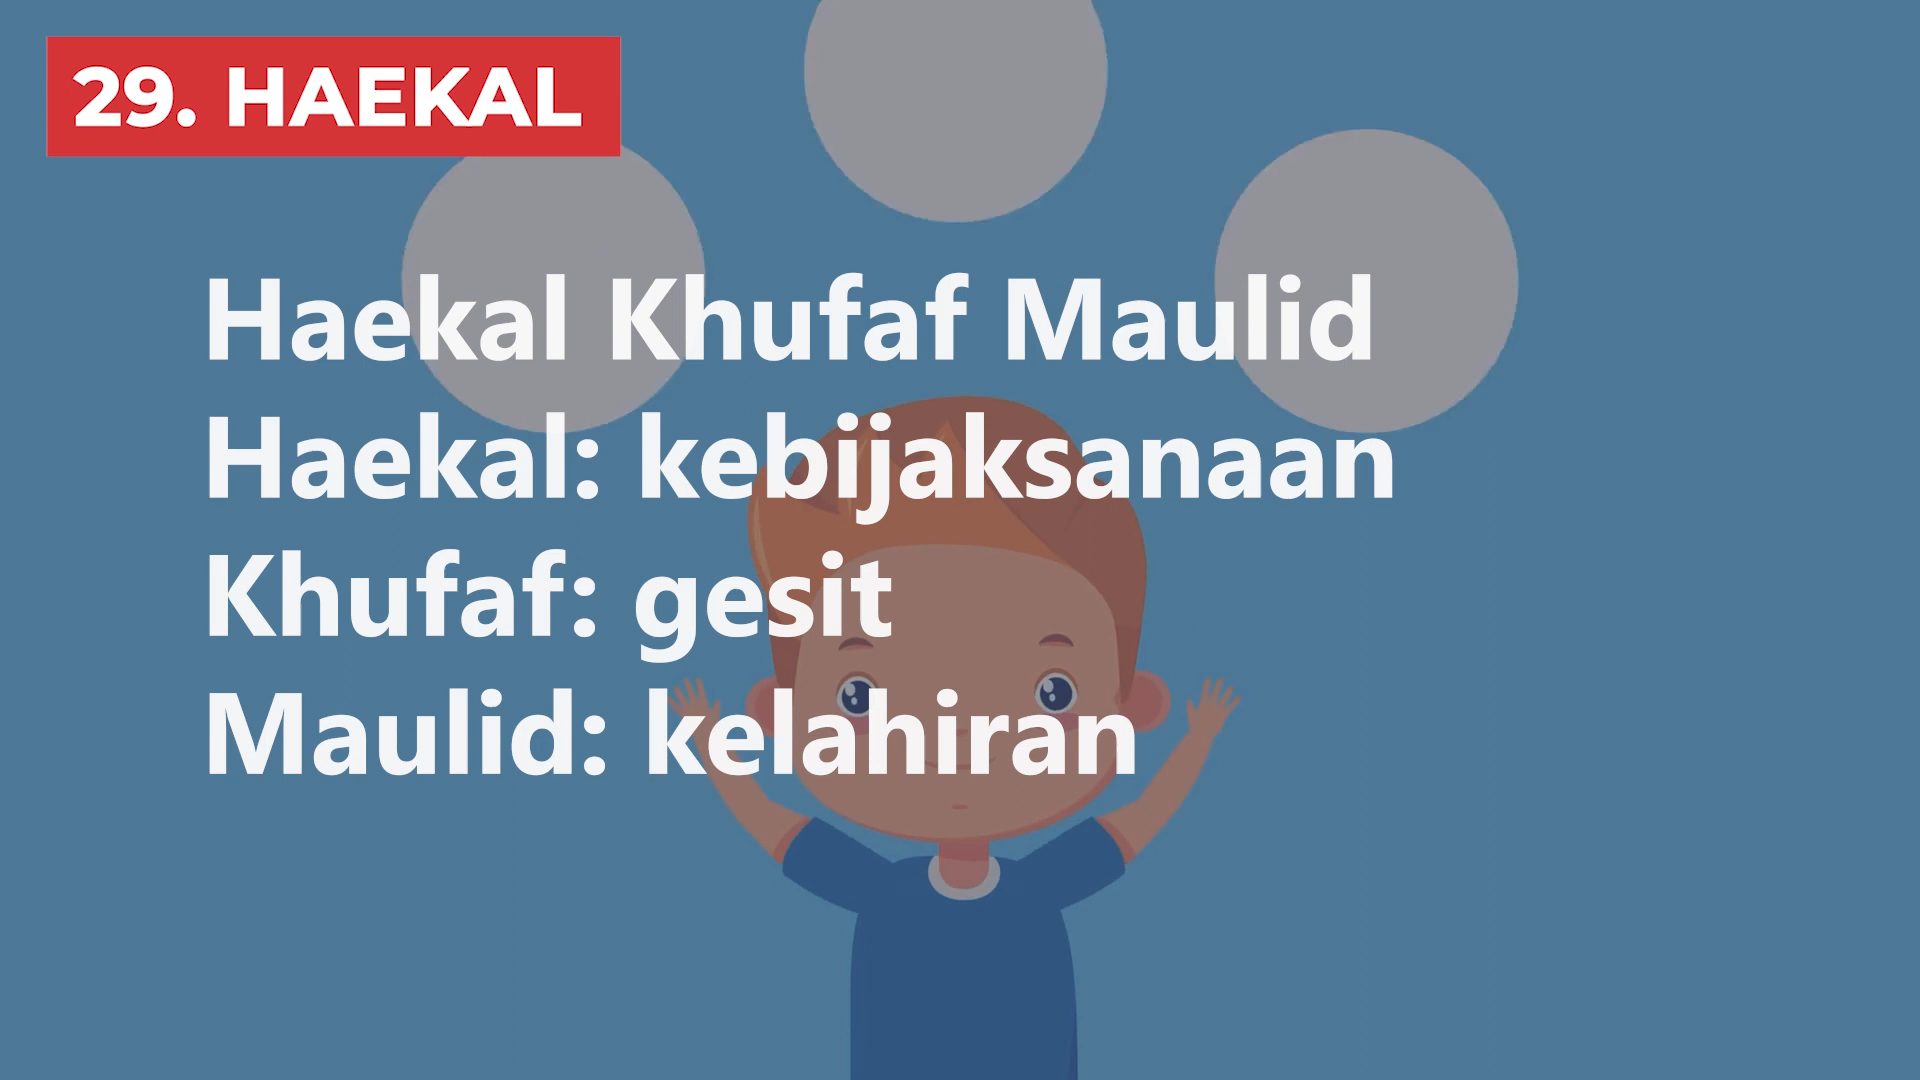 29. HAEKAL
Haekal Khufaf Maulid
Haekal: kebijaksanaan
Khufaf: gesit
Maulid: kelahiran